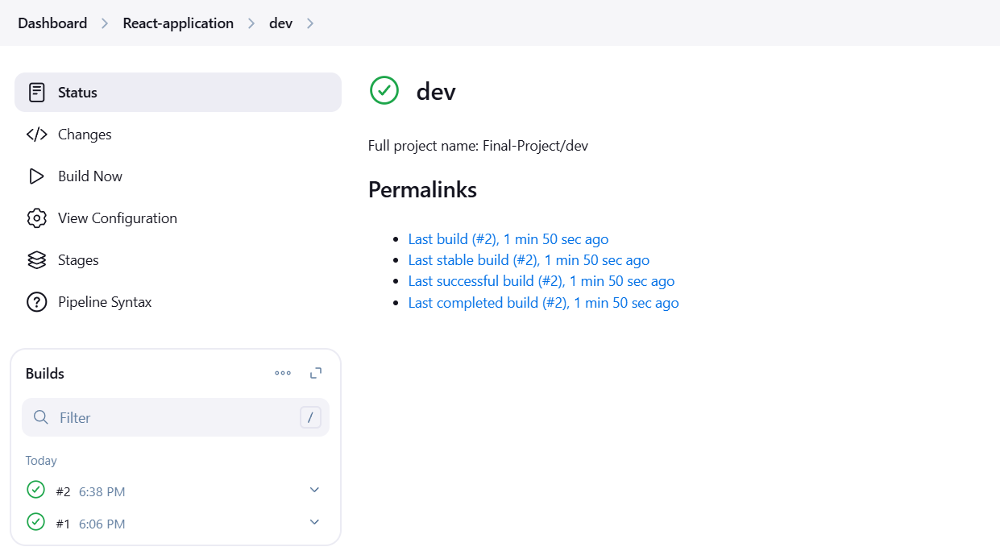 Dashboard > React-application > dev >
Status
Changes
Build Now
View Configuration
Stages
Pipeline Syntax
Builds
Filter /
Today
#2 6:38 PM
#1 6:06 PM
dev
Full project name: Final-Project/dev
Permalinks
Last build (#2), 1 min 50 sec ago
Last stable build (#2), 1 min 50 sec ago
Last successful build (#2), 1 min 50 sec ago
Last completed build (#2), 1 min 50 sec ago